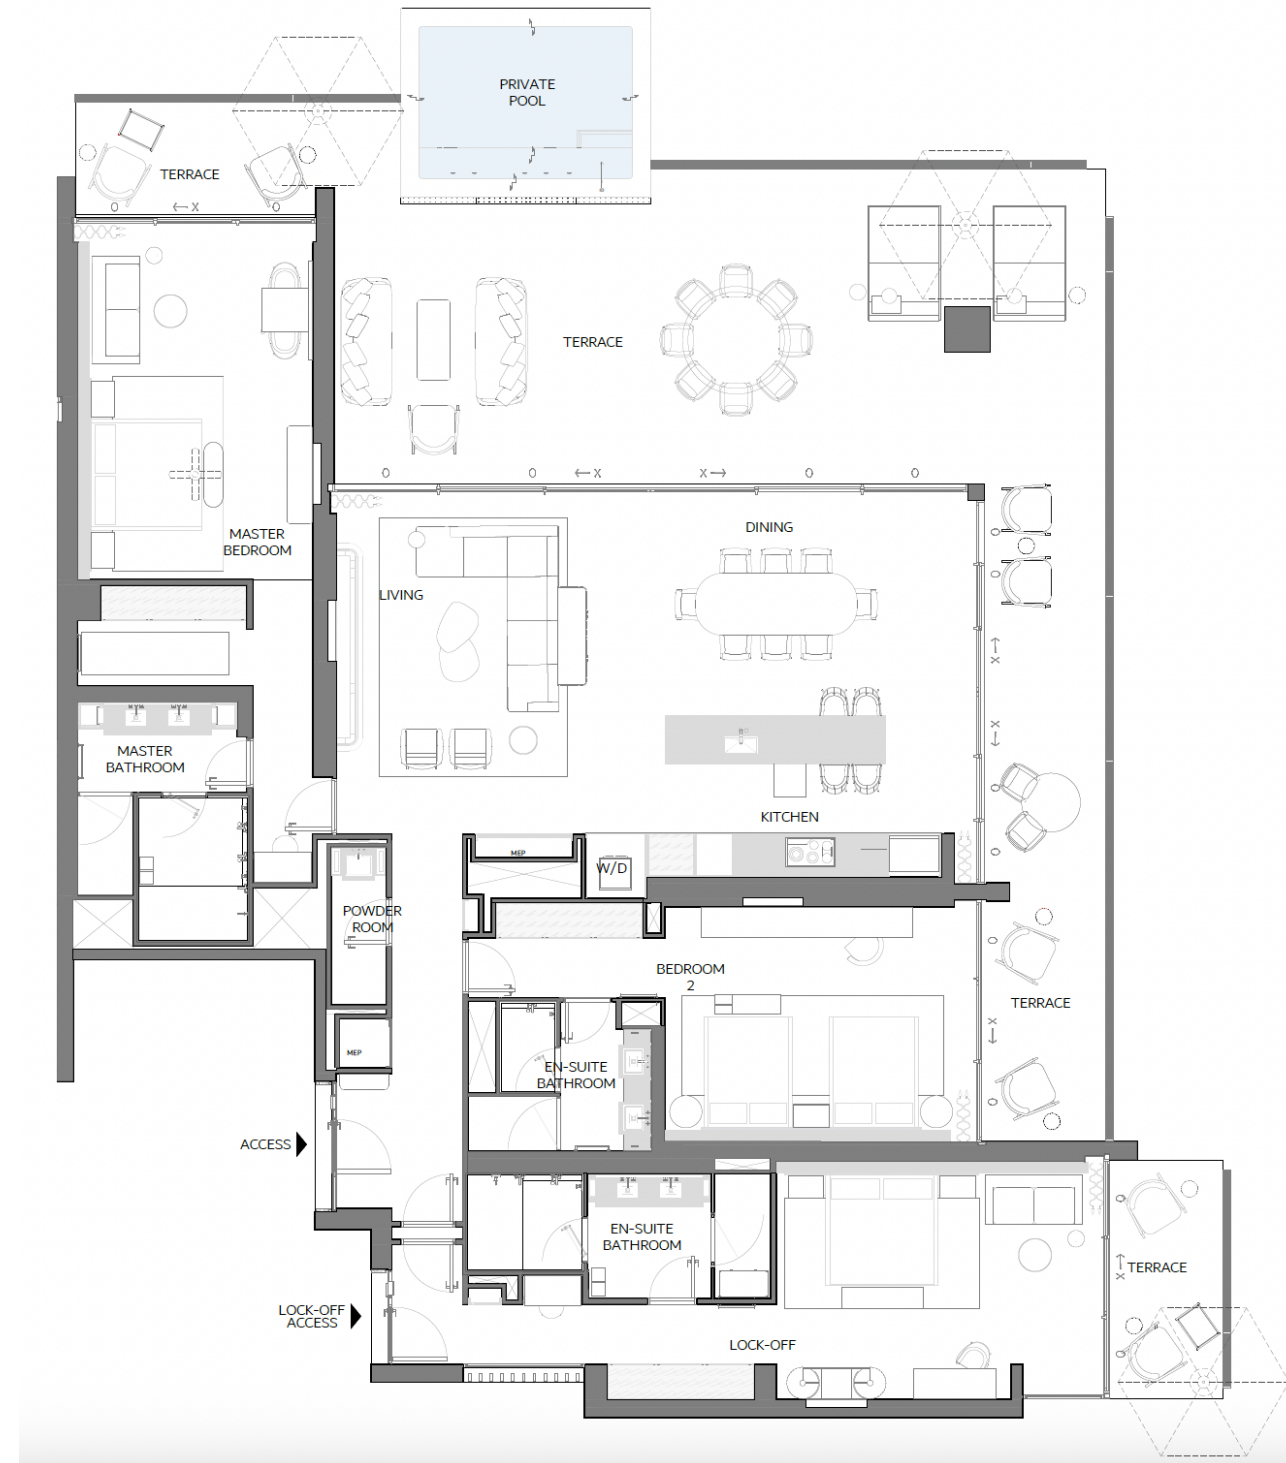 PRIVATE
POOL
TERRACE
x
TERRACE
x
x
MASTER
BEDROOM
DINING
LIVING
x
x
MASTER
BATHROOM
KITCHEN
MEP
W/D
POWDER
ROOM
BEDROOM
2
TERRACE
x
MEP
EN-SUITE
BATHROOM
ACCESS
EN-SUITE
BATHROOM
TERRACE
x
LOCK-OFF
ACCESS
LOCK-OFF